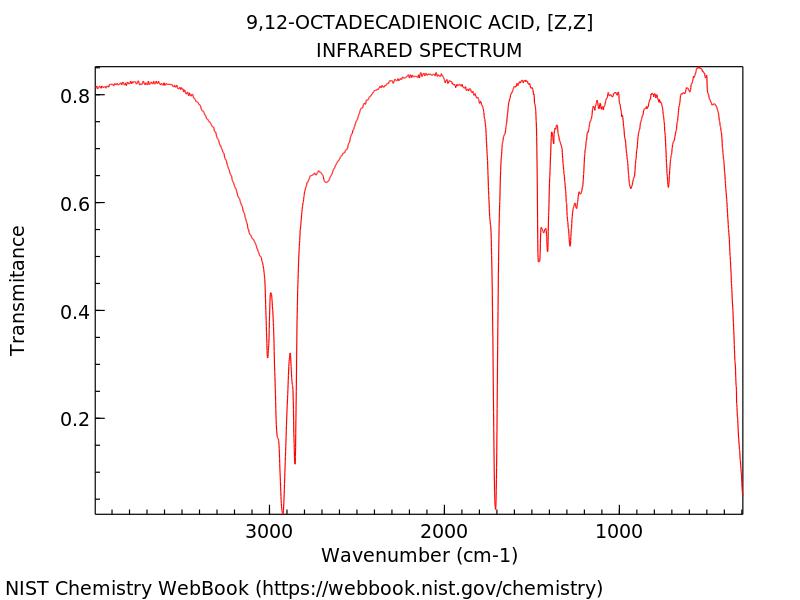 9,12-OCTADECADIENOIC ACID, [Z,Z]
INFRARED SPECTRUM
0.8
0.6
0.4
0.2
Transmitance
3000 2000 1000
Wavenumber (cm-1)
NIST Chemistry WebBook (https://webbook.nist.gov/chemistry)